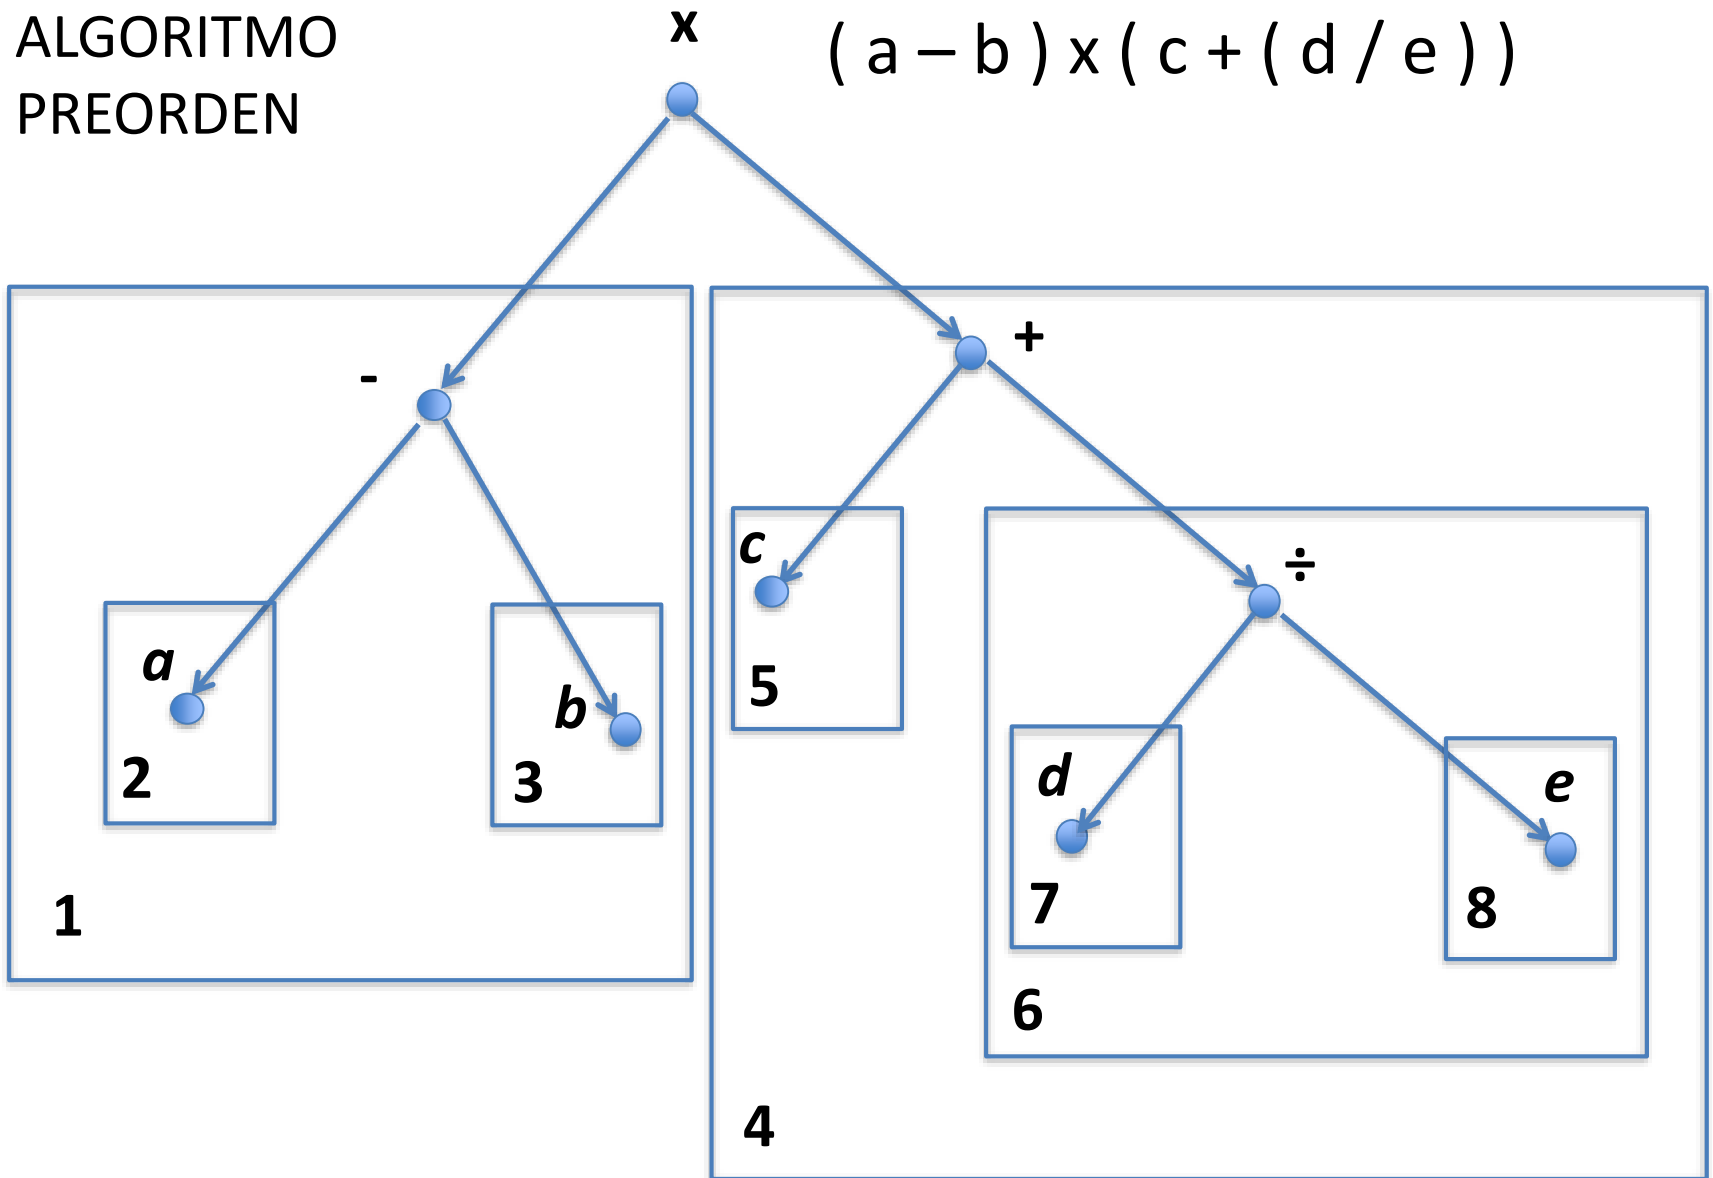 ALGORITMO
PREORDEN
x
( a – b ) x ( c + ( d / e ) )
-
+
c
÷
a
b
5
2
3
d
e
7
8
1
6
4